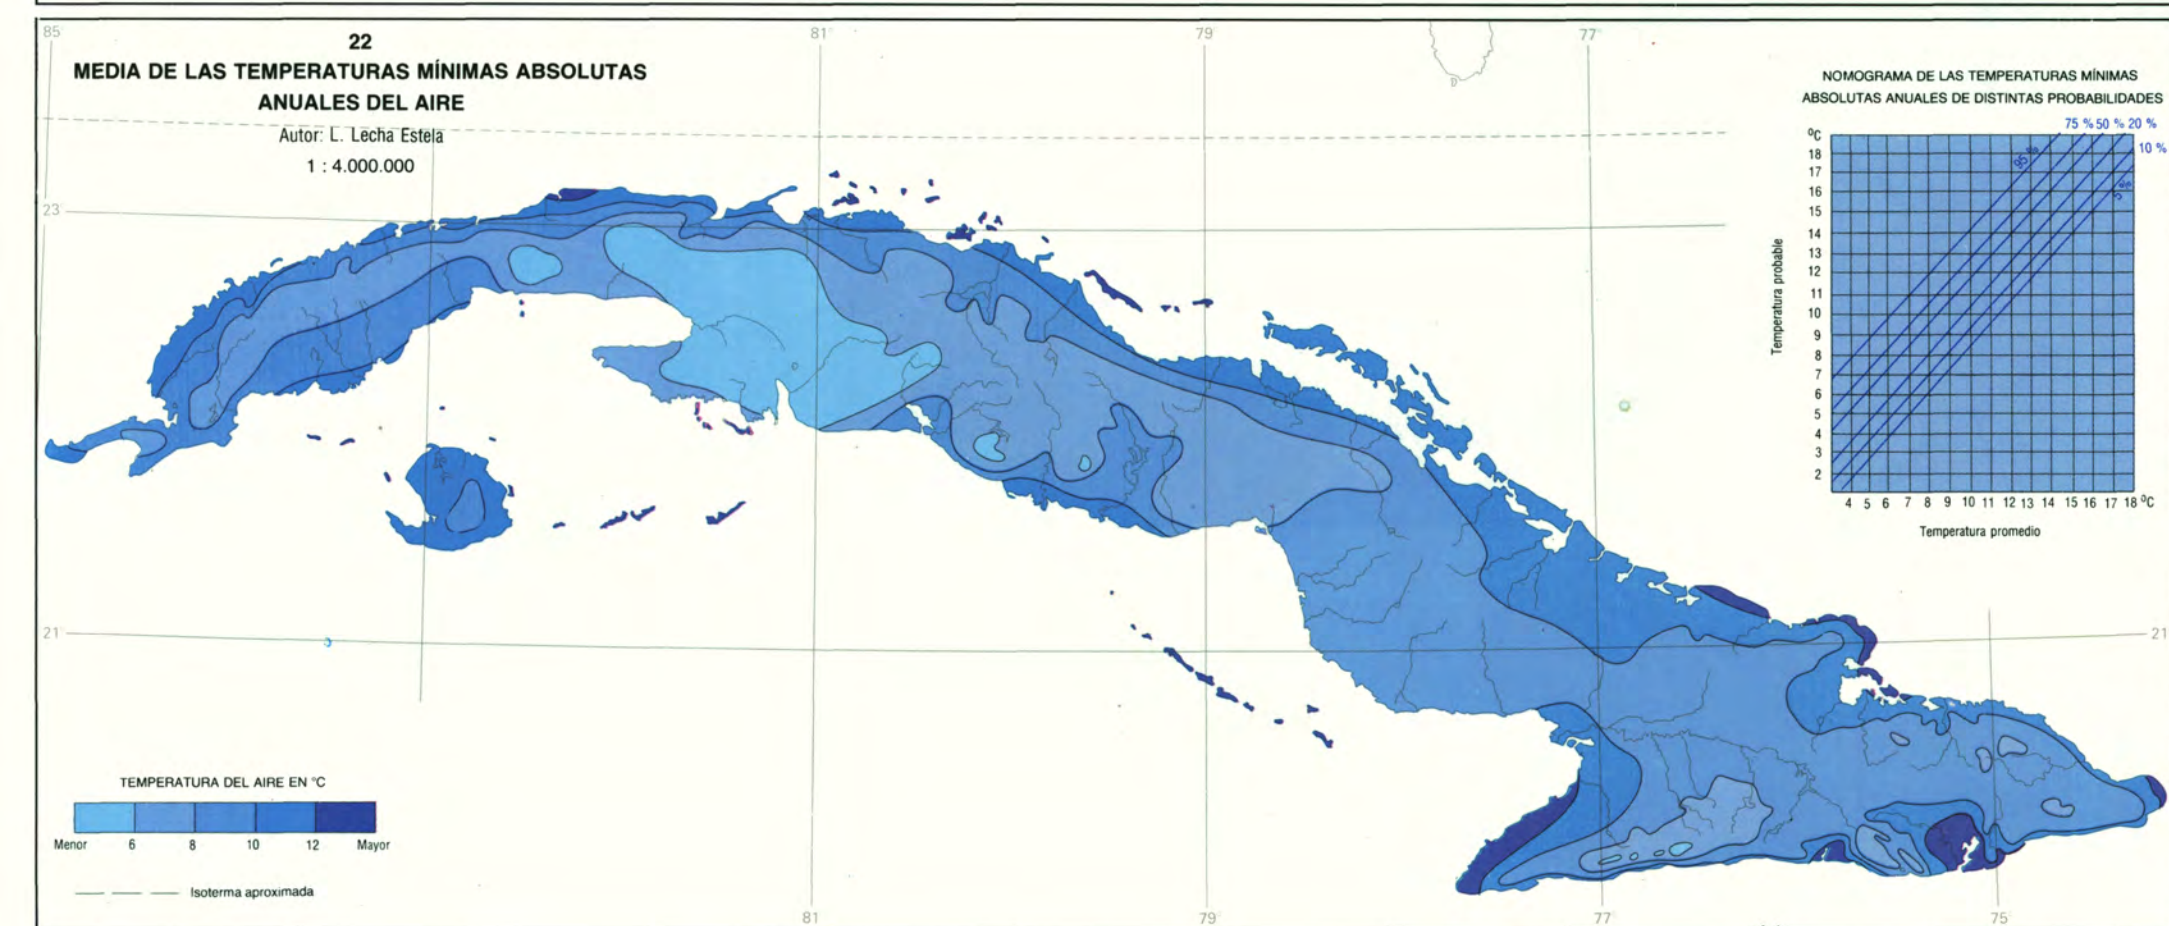 85°
81°
79°
77°
22
MEDIA DE LAS TEMPERATURAS MÍNIMAS ABSOLUTAS
ANUALES DEL AIRE
Autor: L. Lecha Estela
1 : 4.000.000
NOMOGRAMA DE LAS TEMPERATURAS MÍNIMAS
ABSOLUTAS ANUALES DE DISTINTAS PROBABILIDADES
75 % 50 % 20 %
10 %
95 %
5 %
°C
18
17
16
15
14
13
12
11
10
9
8
7
6
5
4
3
2
Temperatura probable
4 5 6 7 8 9 10 11 12 13 14 15 16 17 18 °C
Temperatura promedio
23
21°
21
TEMPERATURA DEL AIRE EN °C
Menor 6 8 10 12 Mayor
Isoterma aproximada
81
79°
77
75°